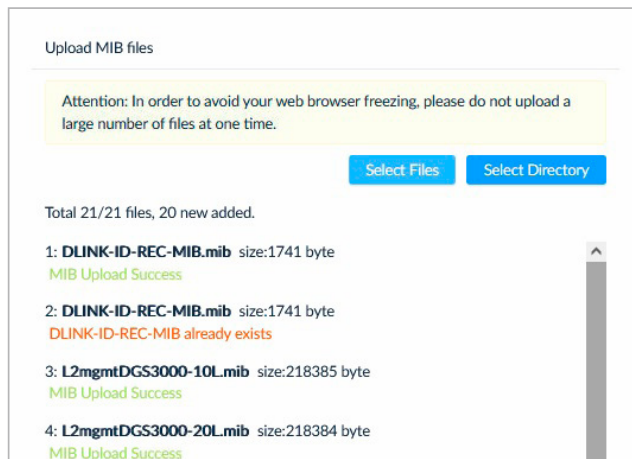 Upload MIB files
Attention: In order to avoid your web browser freezing, please do not upload a
large number of files at one time.
Select Files
Select Directory
Total 21/21 files, 20 new added.
1: DLINK-ID-REC-MIB.mib size:1741 byte
MIB Upload Success
2: DLINK-ID-REC-MIB.mib size:1741 byte
DLINK-ID-REC-MIB already exists
3: L2mgmtDGS3000-10L.mib size:218385 byte
MIB Upload Success
4: L2mgmtDGS3000-20L.mib size:218384 byte
MIB Upload Success